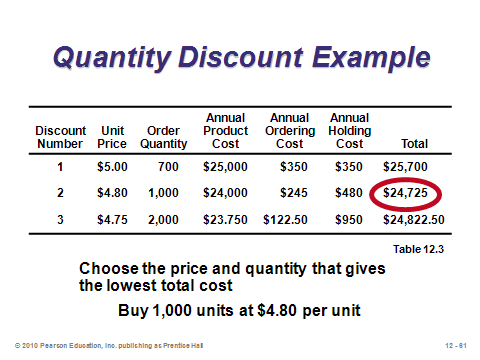 Quantity Discount Example
Discount Number Unit Price Order Quantity Annual Product Cost Annual Ordering Cost Annual Holding Cost Total
1 $5.00 700 $25,000 $350 $350 $25,700
2 $4.80 1,000 $24,000 $245 $480 $24,725
3 $4.75 2,000 $23.750 $122.50 $950 $24,822.50
Table 12.3
Choose the price and quantity that gives
the lowest total cost
Buy 1,000 units at $4.80 per unit
© 2010 Pearson Education, Inc. publishing as Prentice Hall 12 - 61